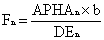 Fₙ = APHAₙ × b
DEₙ